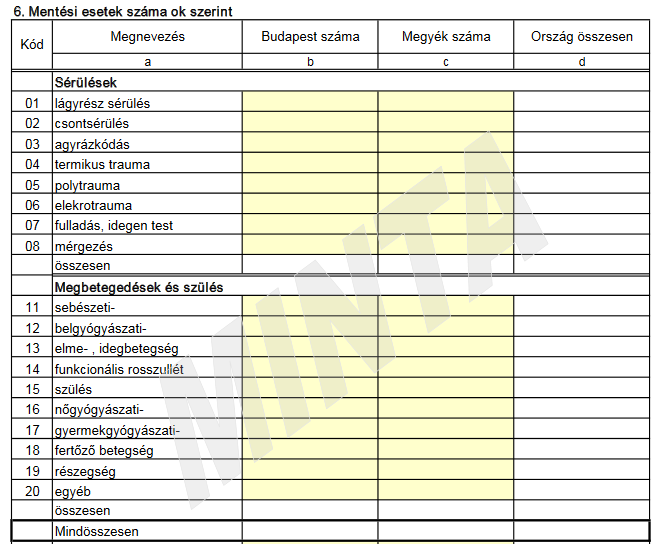 6. Mentési esetek száma ok szerint
Kód Megnevezés Budapest száma Megyék száma Ország összesen
a b c d
Sérülések
01 lágyrész sérülés
02 csontsérülés
03 agyrázkódás
04 termikus trauma
05 polytrauma
06 elekrotrauma
07 fulladás, idegen test
08 mérgezés
összesen
Megbetegedések és szülés
11 sebészeti-
12 belgyógyászati-
13 elme- , idegbetegség
14 funkcionális rosszullét
15 szülés
16 nőgyógyászati-
17 gyermekgyógyászati-
18 fertőző betegség
19 részegség
20 egyéb
összesen
Mindösszesen
MINTA